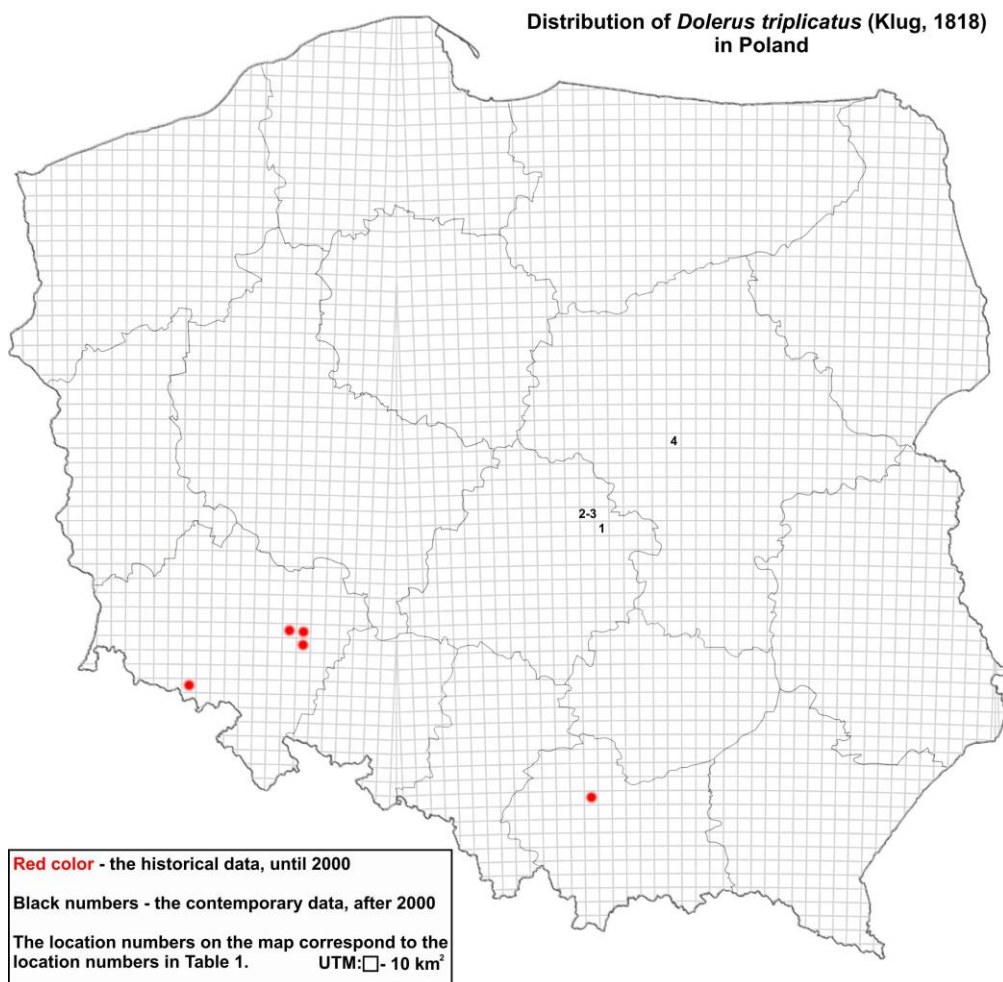 Distribution of Dolerus triplicatus (Klug, 1818)
in Poland
4
2-3
1
Red color - the historical data, until 2000
Black numbers - the contemporary data, after 2000
The location numbers on the map correspond to the
location numbers in Table 1. UTM:□- 10 km²